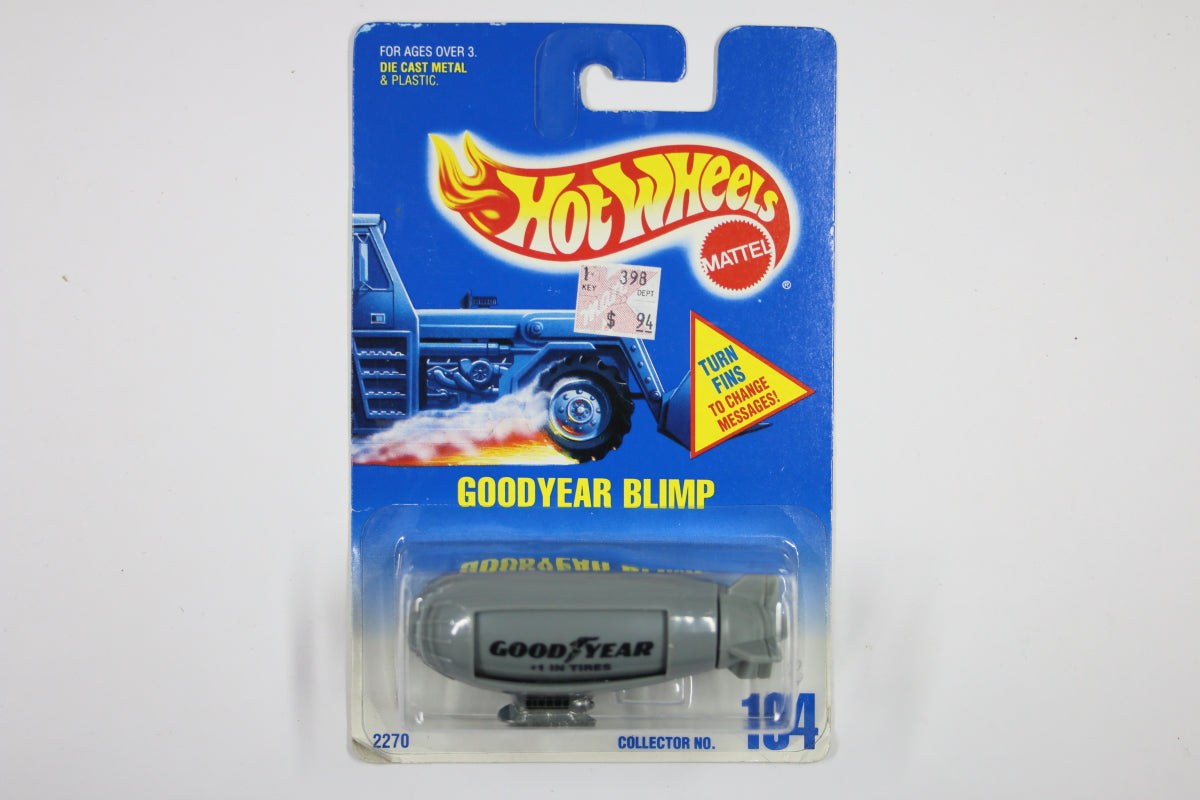 FOR AGES OVER 3.
DIE CAST METAL
& PLASTIC.
HOT WHEELS
MATTEL
®
1 398
KEY DEPT
$ 94
TURN
FINS
TO CHANGE
MESSAGES!
GOODYEAR BLIMP
GOODYEAR
#1 IN TIRES
2270
COLLECTOR NO. 194